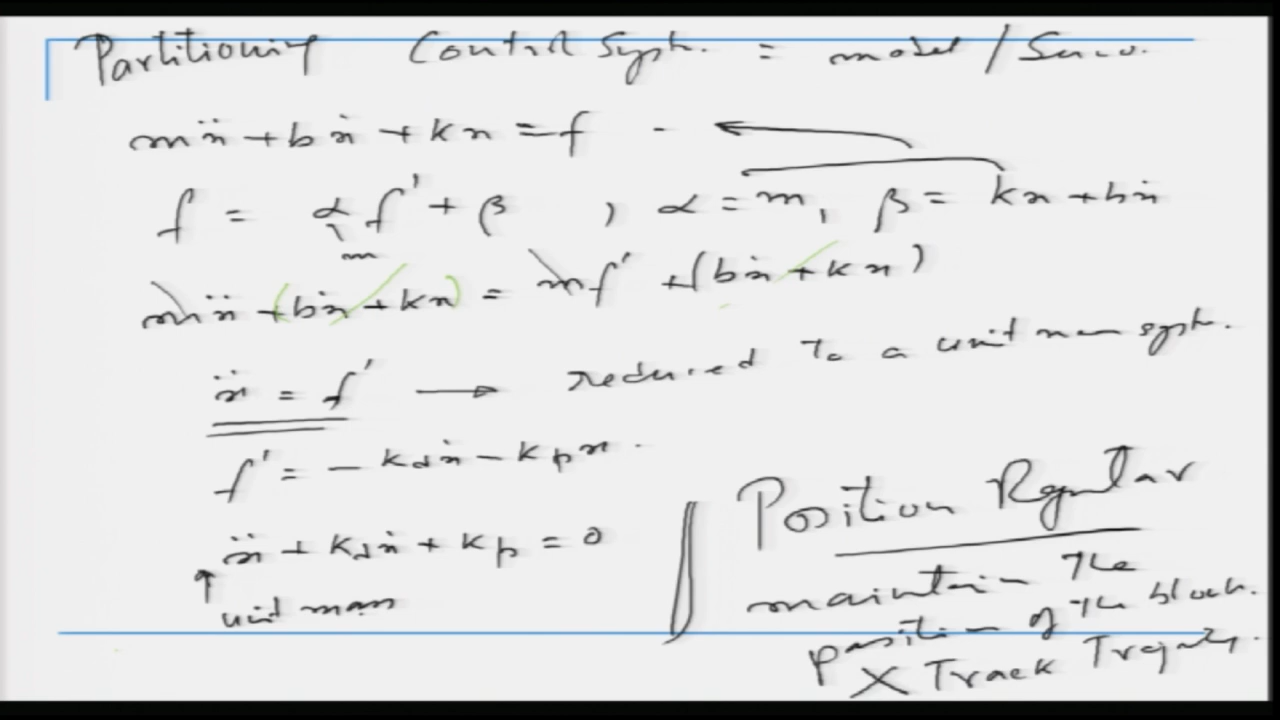 Partitioning Control Syst. = model / Servo.
mẍ + bẋ + kx = f
f = αf' + β , α = m, β = kx + bẋ
m
mẍ + (bẋ + kx) = mf' + (bẋ + kx)
ẍ = f' → reduced to a unit mass syst.
f' = - kdẋ - kpx.
ẍ + kdẋ + kp = 0
↑
unit mass
Position Regular
maintain the
position of the block.
X Track Trajectory.